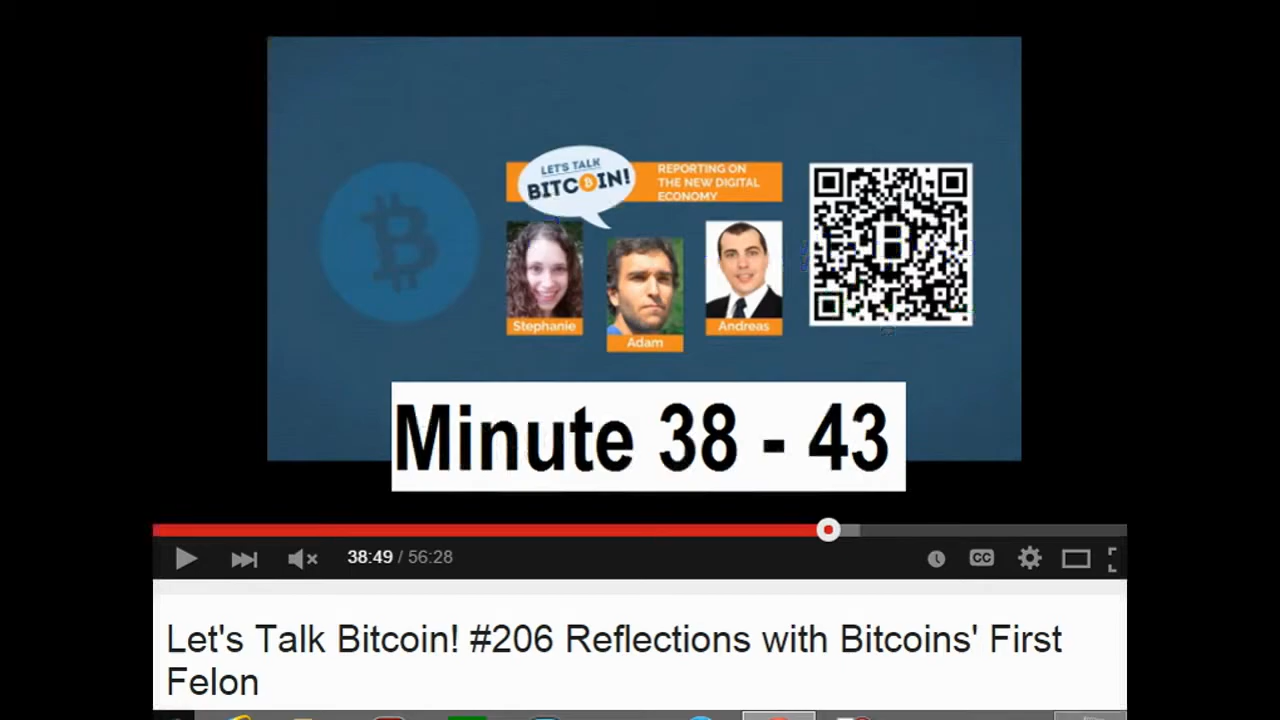 LET'S TALK
BITCOIN!
REPORTING ON
THE NEW DIGITAL
ECONOMY
Stephanie
Adam
Andreas
Minute 38 - 43
38:49 / 56:28
CC
Let's Talk Bitcoin! #206 Reflections with Bitcoins' First
Felon